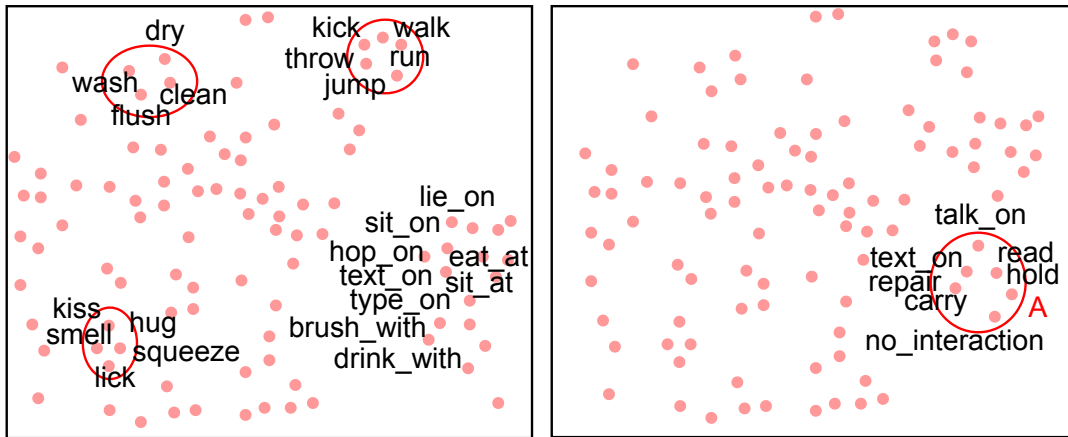 dry
wash
clean
flush
kick
walk
throw
run
jump
lie_on
sit_on
hop_on
eat_at
text_on
sit_at
type_on
brush_with
drink_with
kiss
hug
smell
squeeze
lick
talk_on
text_on
read
repair
hold
carry
A
no_interaction